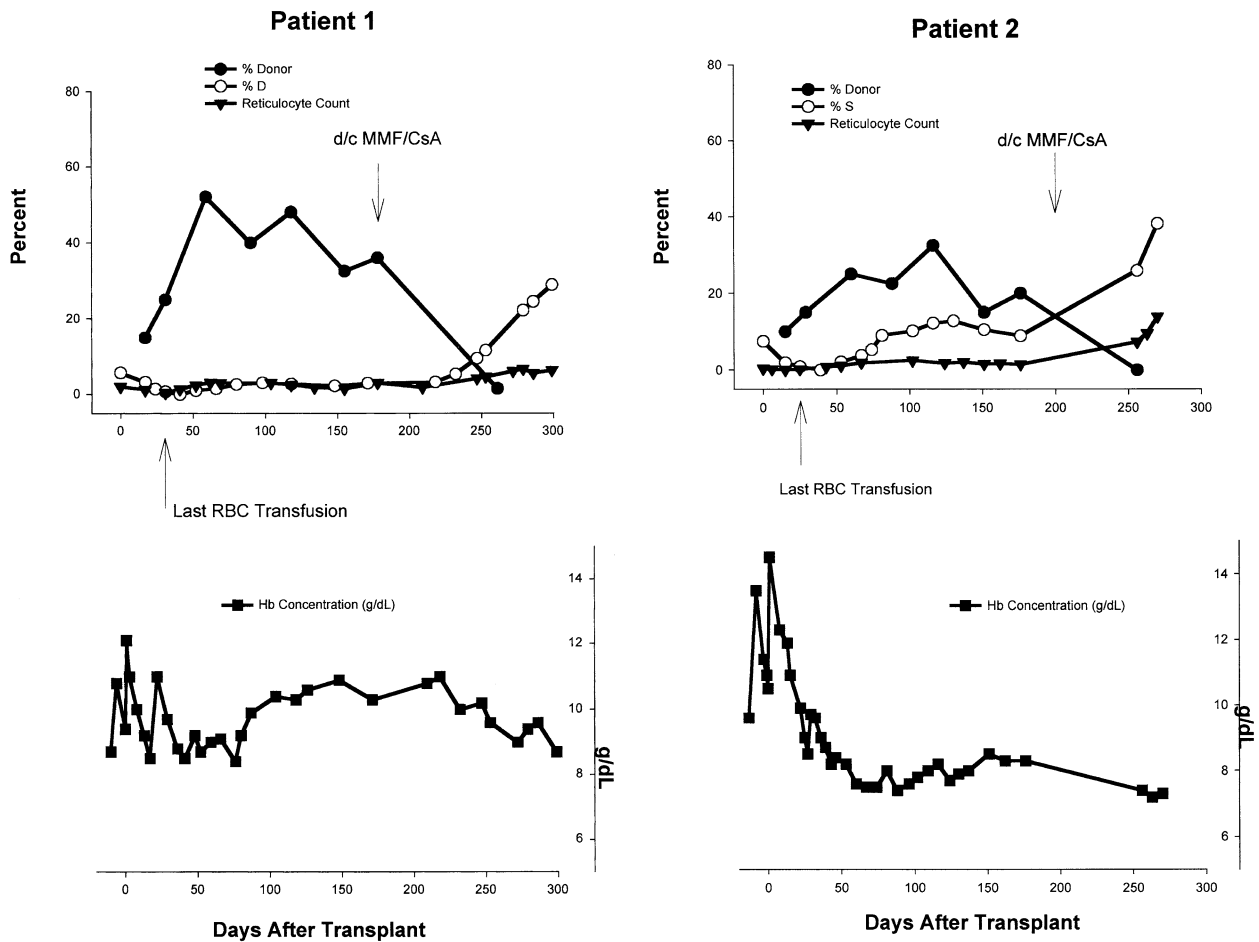 Patient 1
% Donor
% D
Reticulocyte Count
80
60
40
20
0
Percent
d/c MMF/CsA
0 50 100 150 200 250 300
Last RBC Transfusion
Hb Concentration (g/dL)
14
12
10
8
6
g/dL
0 50 100 150 200 250 300
Days After Transplant
Patient 2
% Donor
% S
Reticulocyte Count
80
60
40
20
0
Percent
d/c MMF/CsA
0 50 100 150 200 250 300
Last RBC Transfusion
Hb Concentration (g/dL)
14
12
10
8
6
g/dL
0 50 100 150 200 250 300
Days After Transplant